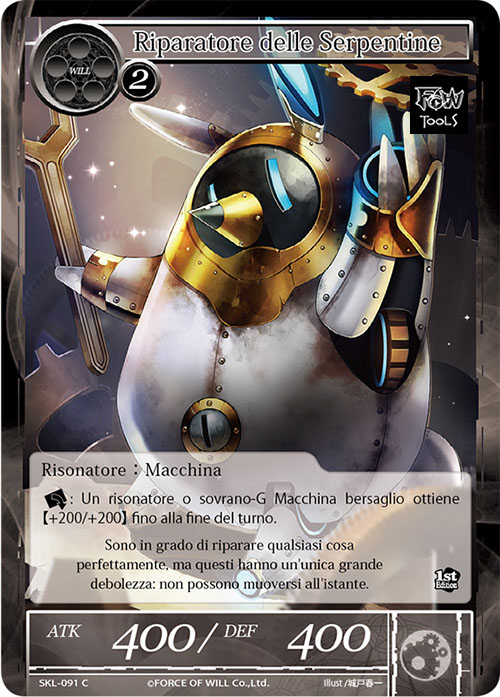 Riparatore delle Serpentine
WILL
2
FOW
TOOLS
Risonatore : Macchina
: Un risonatore o sovrano-G Macchina bersaglio ottiene
【+200/+200】 fino alla fine del turno.
Sono in grado di riparare qualsiasi cosa
perfettamente, ma questi hanno un'unica grande
debolezza: non possono muoversi all'istante.
1st
Edition
ATK 400 / DEF 400
SKL-091 C ©FORCE OF WILL Co.,Ltd. Illust/城戸春一